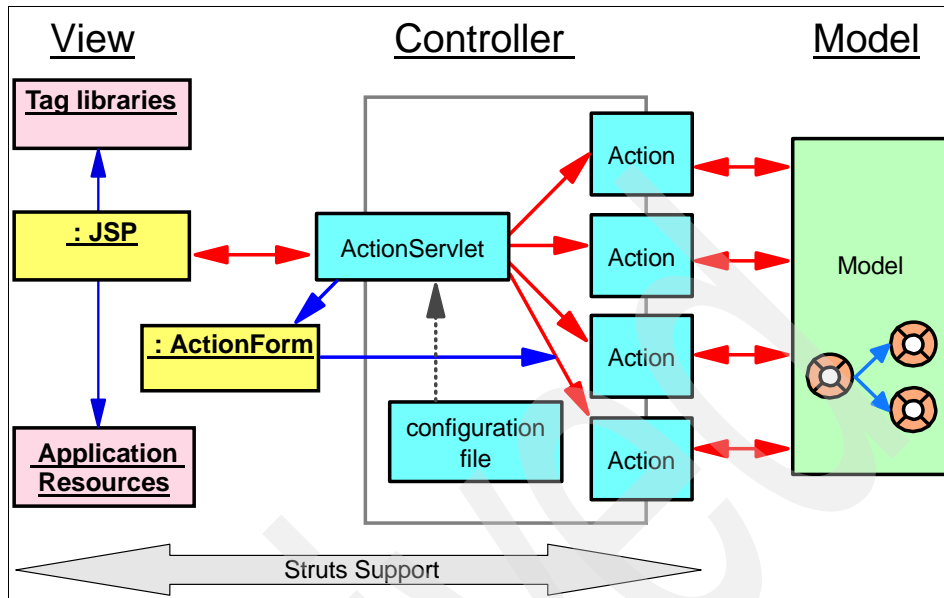 View
Controller
Model
Tag libraries
: JSP
: ActionForm
Application
Resources
ActionServlet
configuration
file
Action
Action
Action
Action
Model
Struts Support